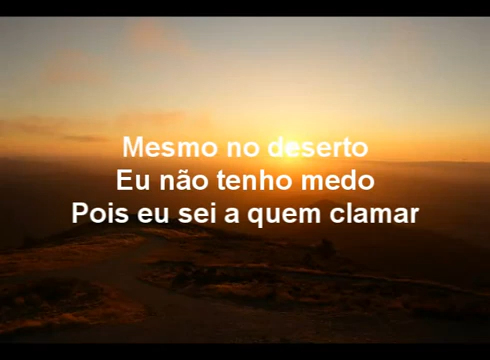 Mesmo no deserto
Eu não tenho medo
Pois eu sei a quem clamar